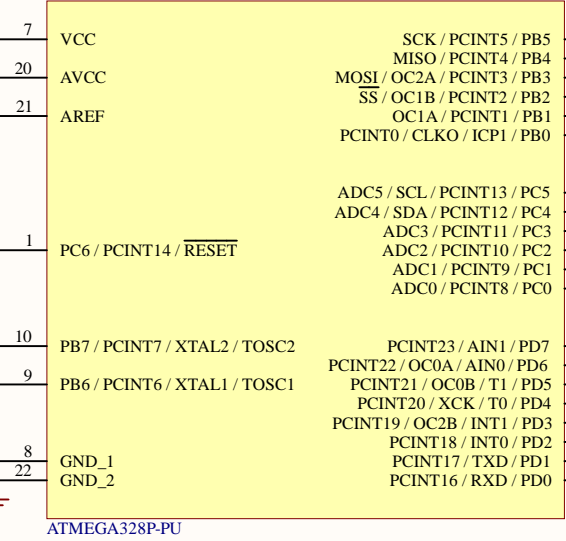 7
VCC
20
AVCC
21
AREF
1
PC6 / PCINT14 / RESET
10
PB7 / PCINT7 / XTAL2 / TOSC2
9
PB6 / PCINT6 / XTAL1 / TOSC1
8
GND_1
22
GND_2
SCK / PCINT5 / PB5
MISO / PCINT4 / PB4
MOSI / OC2A / PCINT3 / PB3
SS / OC1B / PCINT2 / PB2
OC1A / PCINT1 / PB1
PCINT0 / CLKO / ICP1 / PB0
ADC5 / SCL / PCINT13 / PC5
ADC4 / SDA / PCINT12 / PC4
ADC3 / PCINT11 / PC3
ADC2 / PCINT10 / PC2
ADC1 / PCINT9 / PC1
ADC0 / PCINT8 / PC0
PCINT23 / AIN1 / PD7
PCINT22 / OC0A / AIN0 / PD6
PCINT21 / OC0B / T1 / PD5
PCINT20 / XCK / T0 / PD4
PCINT19 / OC2B / INT1 / PD3
PCINT18 / INT0 / PD2
PCINT17 / TXD / PD1
PCINT16 / RXD / PD0
ATMEGA328P-PU